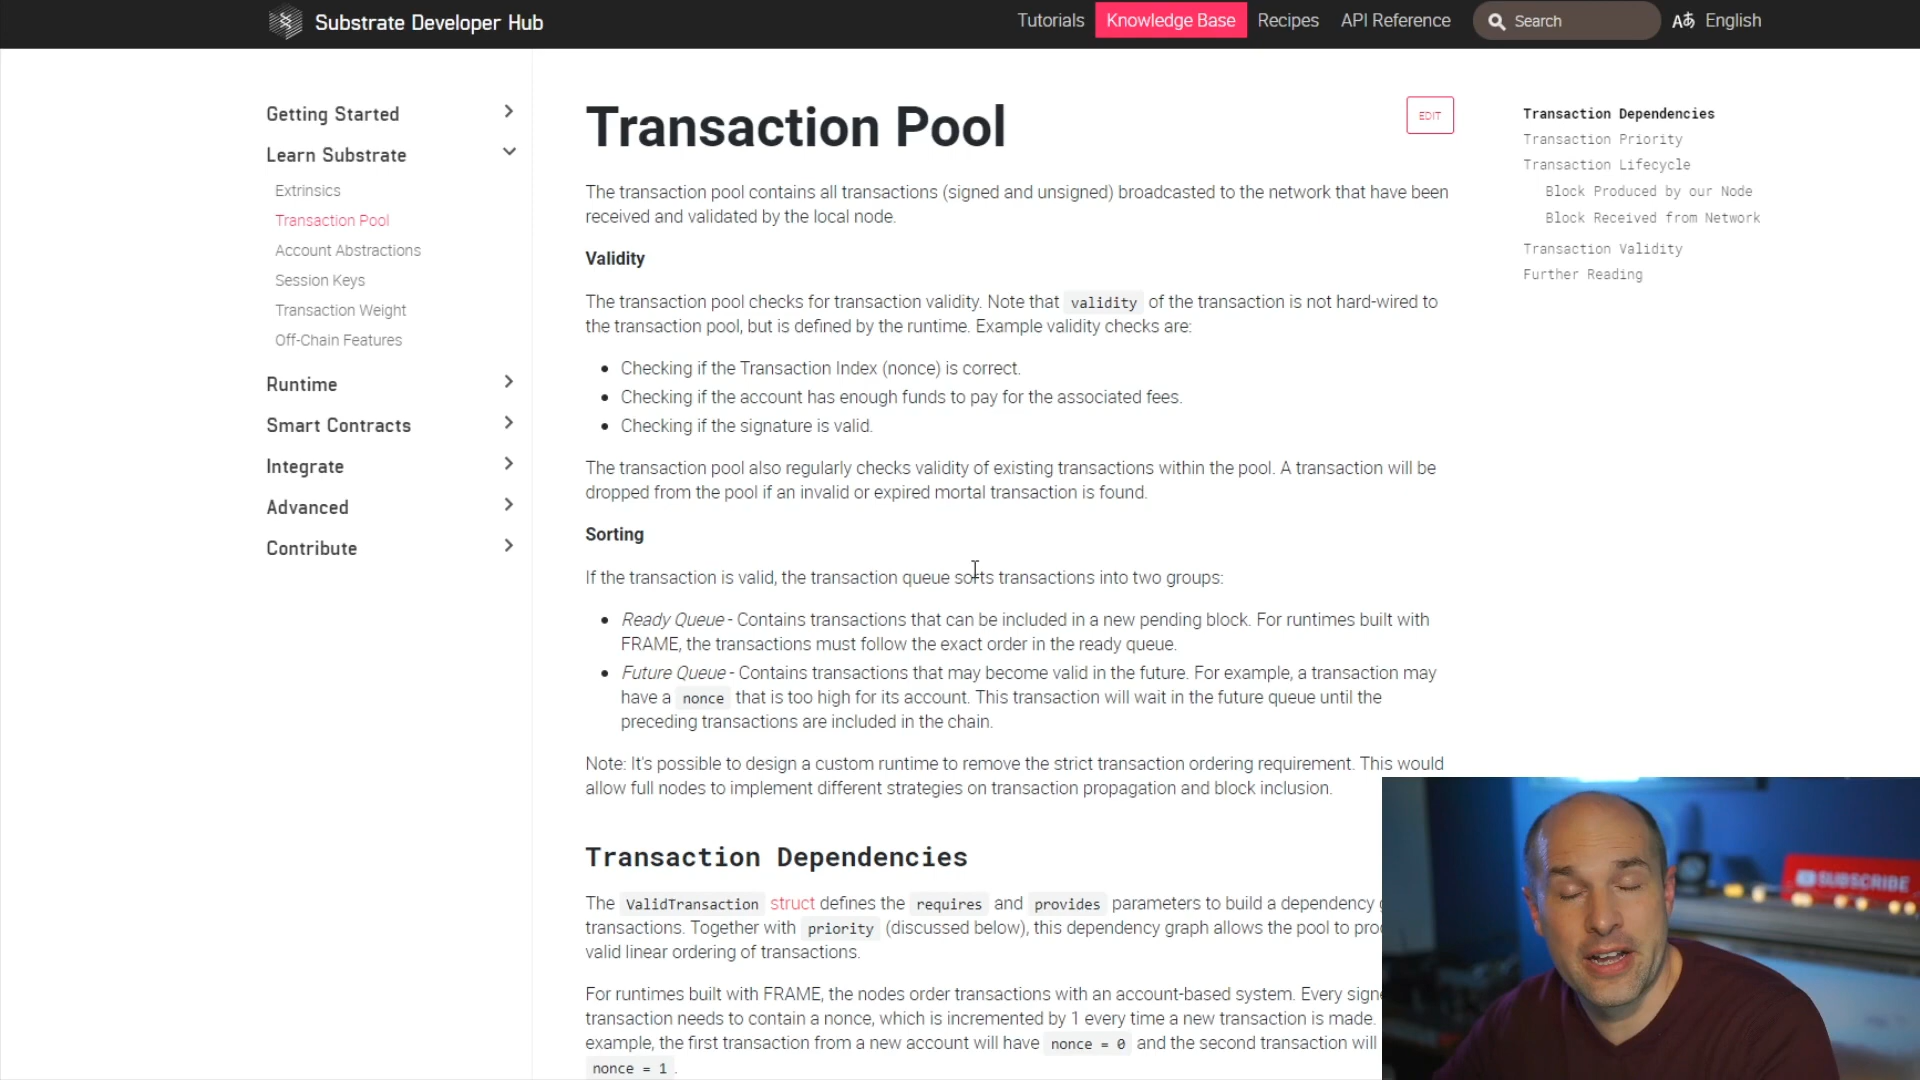 Substrate Developer Hub
Tutorials
Knowledge Base
Recipes
API Reference
Search
Aあ English
Getting Started
Learn Substrate
Extrinsics
Transaction Pool
Account Abstractions
Session Keys
Transaction Weight
Off-Chain Features
Runtime
Smart Contracts
Integrate
Advanced
Contribute
Transaction Pool
EDIT
The transaction pool contains all transactions (signed and unsigned) broadcasted to the network that have been
received and validated by the local node.
Validity
The transaction pool checks for transaction validity. Note that validity of the transaction is not hard-wired to
the transaction pool, but is defined by the runtime. Example validity checks are:
Checking if the Transaction Index (nonce) is correct.
Checking if the account has enough funds to pay for the associated fees.
Checking if the signature is valid.
The transaction pool also regularly checks validity of existing transactions within the pool. A transaction will be
dropped from the pool if an invalid or expired mortal transaction is found.
Sorting
If the transaction is valid, the transaction queue sorts transactions into two groups:
Ready Queue - Contains transactions that can be included in a new pending block. For runtimes built with
FRAME, the transactions must follow the exact order in the ready queue.
Future Queue - Contains transactions that may become valid in the future. For example, a transaction may
have a nonce that is too high for its account. This transaction will wait in the future queue until the
preceding transactions are included in the chain.
Note: It's possible to design a custom runtime to remove the strict transaction ordering requirement. This would
allow full nodes to implement different strategies on transaction propagation and block inclusion.
Transaction Dependencies
The ValidTransaction struct defines the requires and provides parameters to build a dependency
transactions. Together with priority (discussed below), this dependency graph allows the pool to
valid linear ordering of transactions.
For runtimes built with FRAME, the nodes order transactions with an account-based system. Every
transaction needs to contain a nonce, which is incremented by 1 every time a new transaction is made.
example, the first transaction from a new account will have nonce = 0 and the second transaction will
nonce = 1 .
Transaction Dependencies
Transaction Priority
Transaction Lifecycle
Block Produced by our Node
Block Received from Network
Transaction Validity
Further Reading
SUBSCRIBE